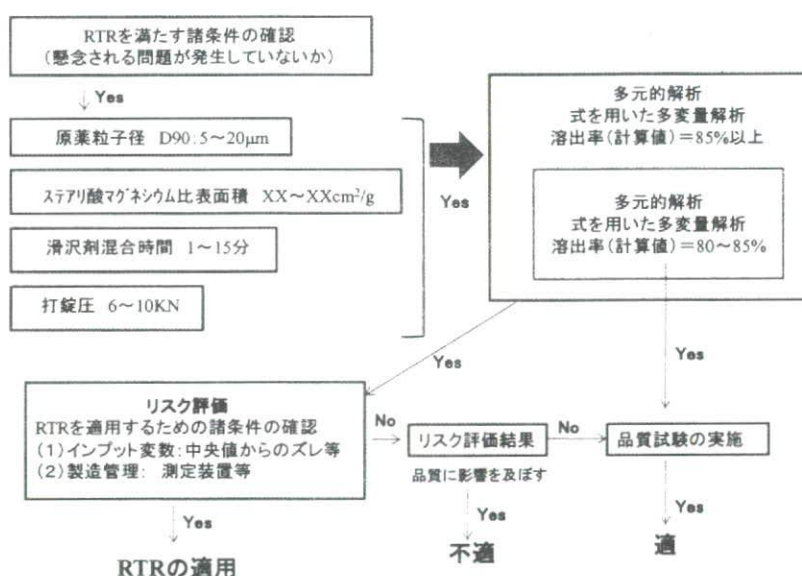 RTRを満たす諸条件の確認
(懸念される問題が発生していないか)
Yes
原薬粒子径 D90:5～20μm
ステアリン酸マグネシウム比表面積 XX～XXcm²/g
滑沢剤混合時間 1～15分
打錠圧 6～10KN
Yes
多元的解析
式を用いた多変量解析
溶出率(計算値)=85%以上
多元的解析
式を用いた多変量解析
溶出率(計算値)=80～85%
Yes
Yes
リスク評価
RTRを適用するための諸条件の確認
(1)インプット変数:中央値からのズレ等
(2)製造管理: 測定装置等
No
リスク評価結果
品質に影響を及ぼす
No
品質試験の実施
Yes
Yes
Yes
RTRの適用
不適
適